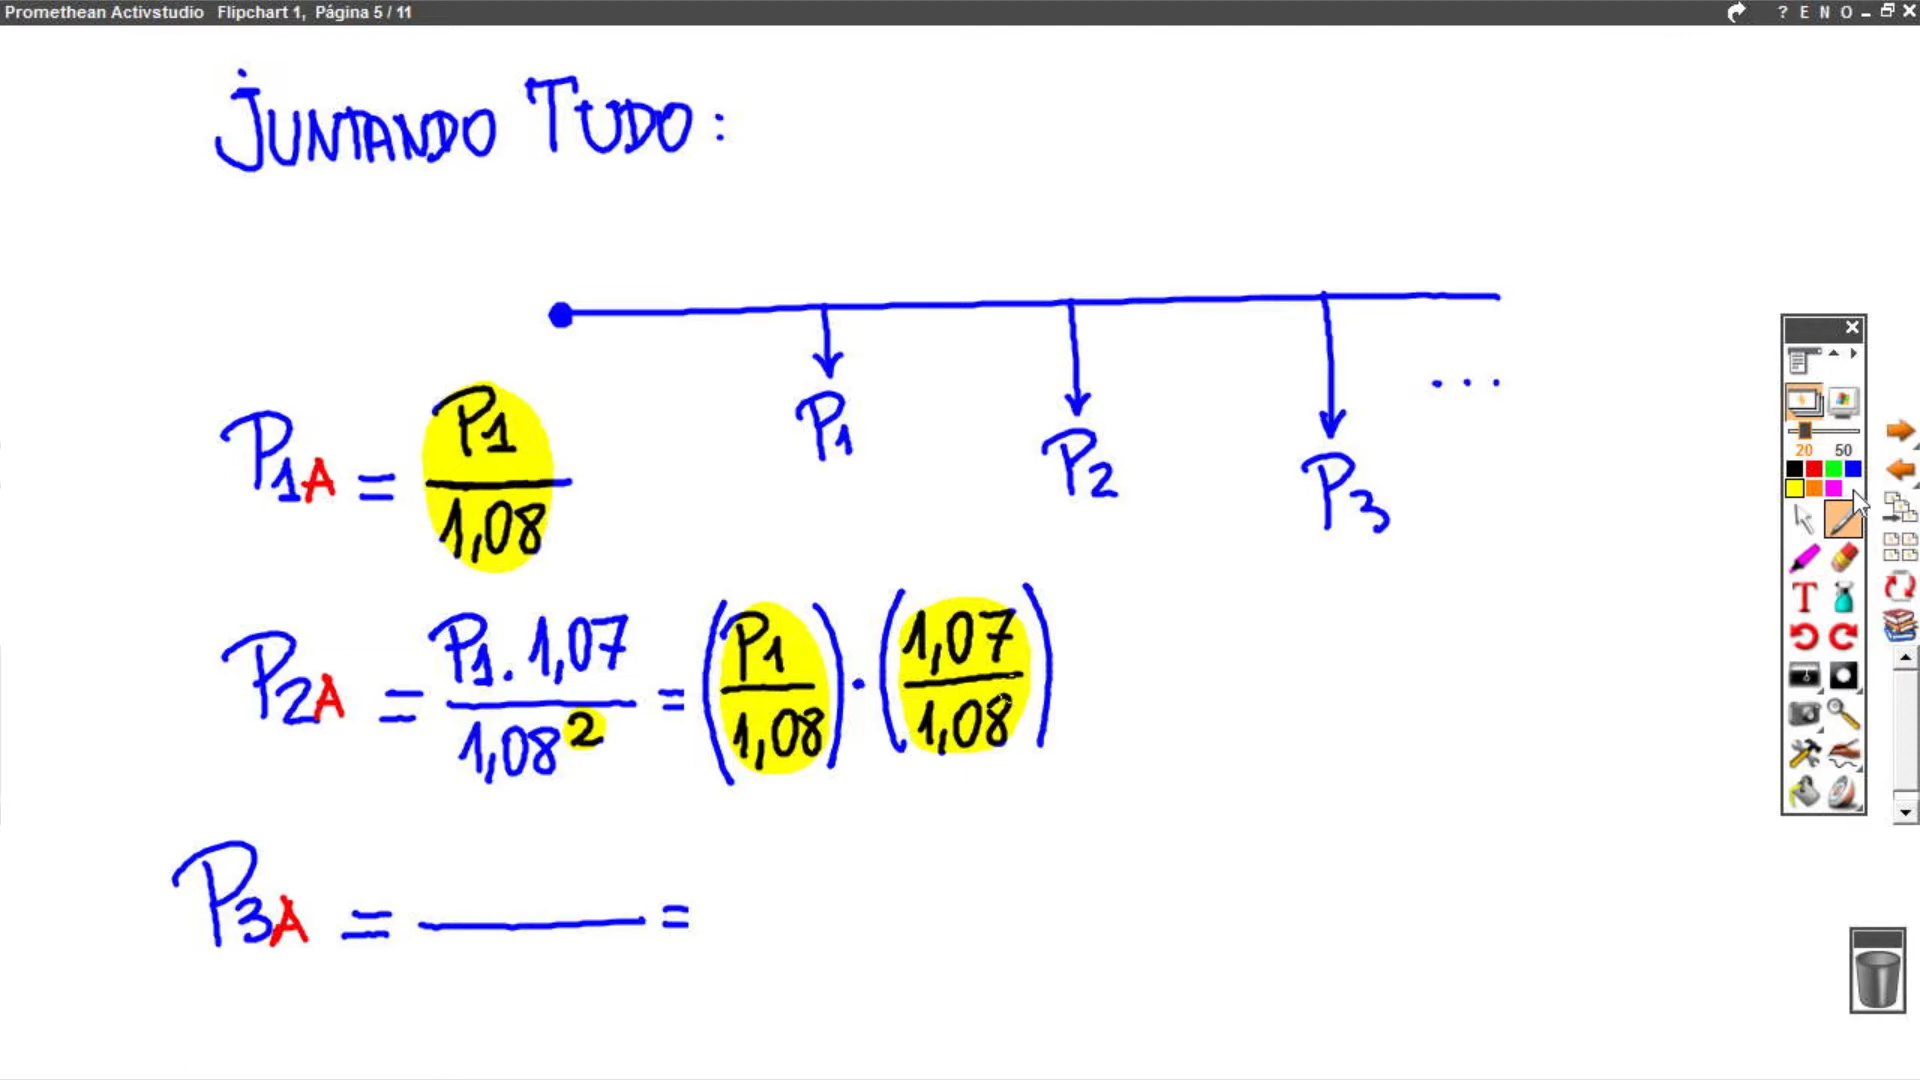 Promethean Activstudio Flipchart 1, Página 5 / 11 ? E N O
JUNTANDO TUDO:
P1 P2 P3 ...
P1A = P1 / 1,08
P2A = P1 . 1,07 / 1,08² = (P1 / 1,08) . (1,07 / 1,08)
P3A = ____ =
20 50
T